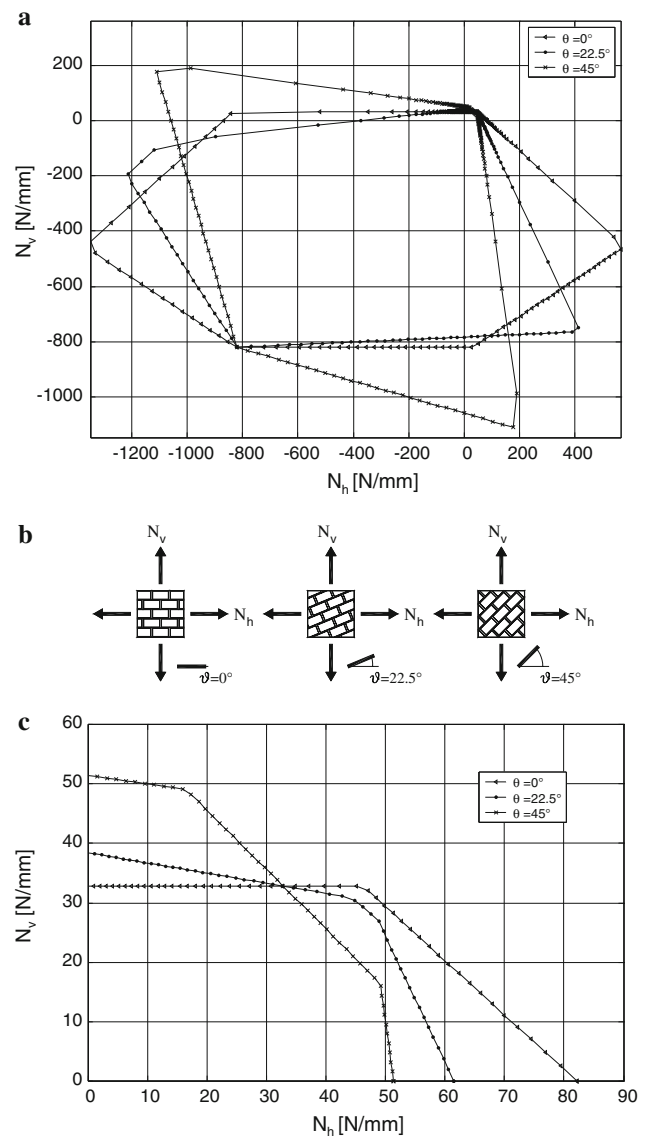 a
θ =0°
θ =22.5°
θ =45°
200
0
-200
-400
-600
-800
-1000
N_v [N/mm]
-1200 -1000 -800 -600 -400 -200 0 200 400
N_h [N/mm]
b
N_v N_v N_v
N_h N_h N_h
ϑ=0° ϑ=22.5° ϑ=45°
c
60
50
40
30
20
10
0
N_v [N/mm]
θ =0°
θ =22.5°
θ =45°
0 10 20 30 40 50 60 70 80 90
N_h [N/mm]